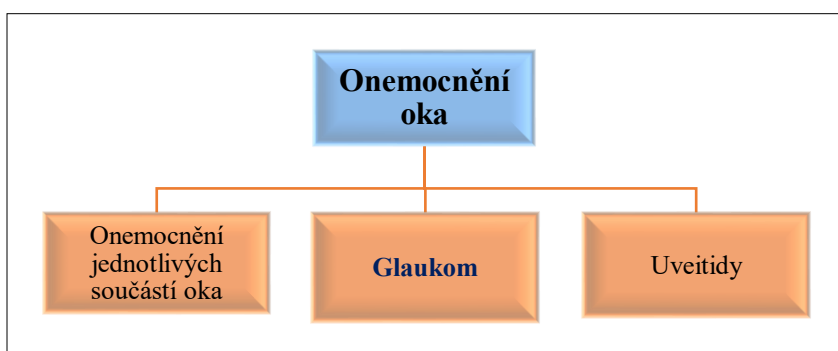 Onemocnění
oka
Onemocnění
jednotlivých
součástí oka
Glaukom
Uveitidy